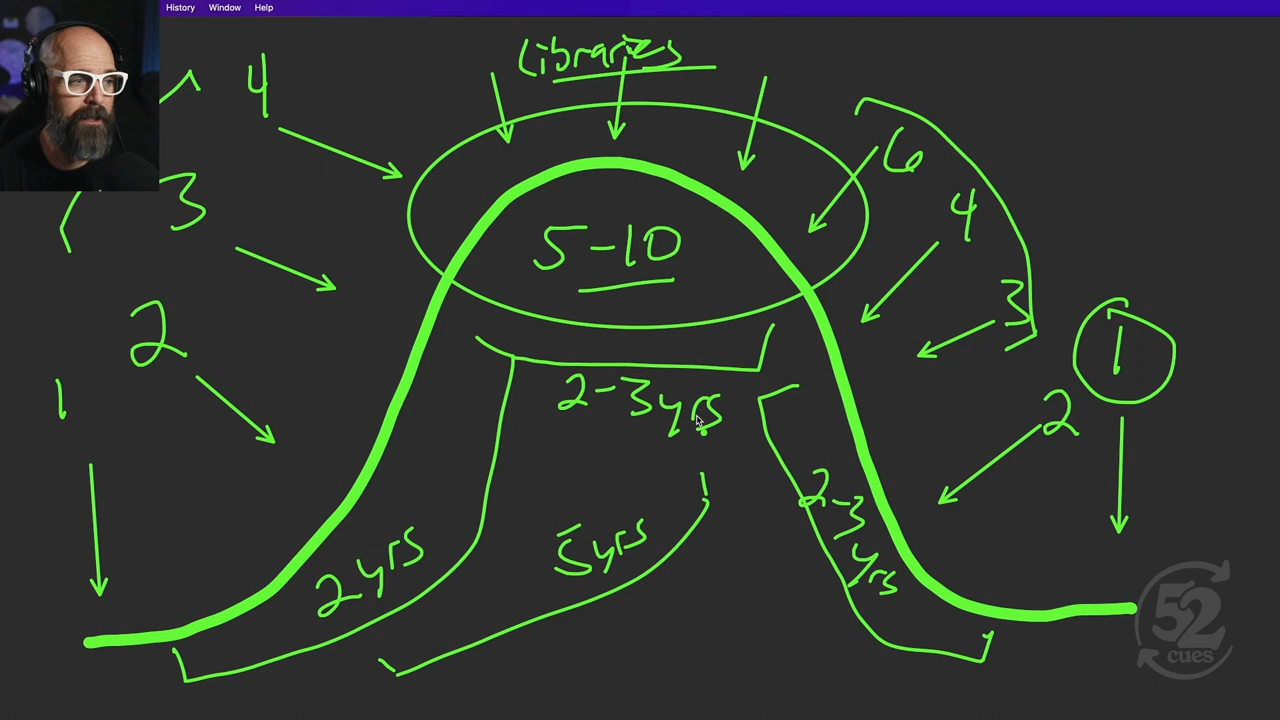 History Window Help
libraries
4
3
2
1
5-10
6
4
3
1
2
2-3yrs
2yrs
5yrs
2-3
yrs
52
cues